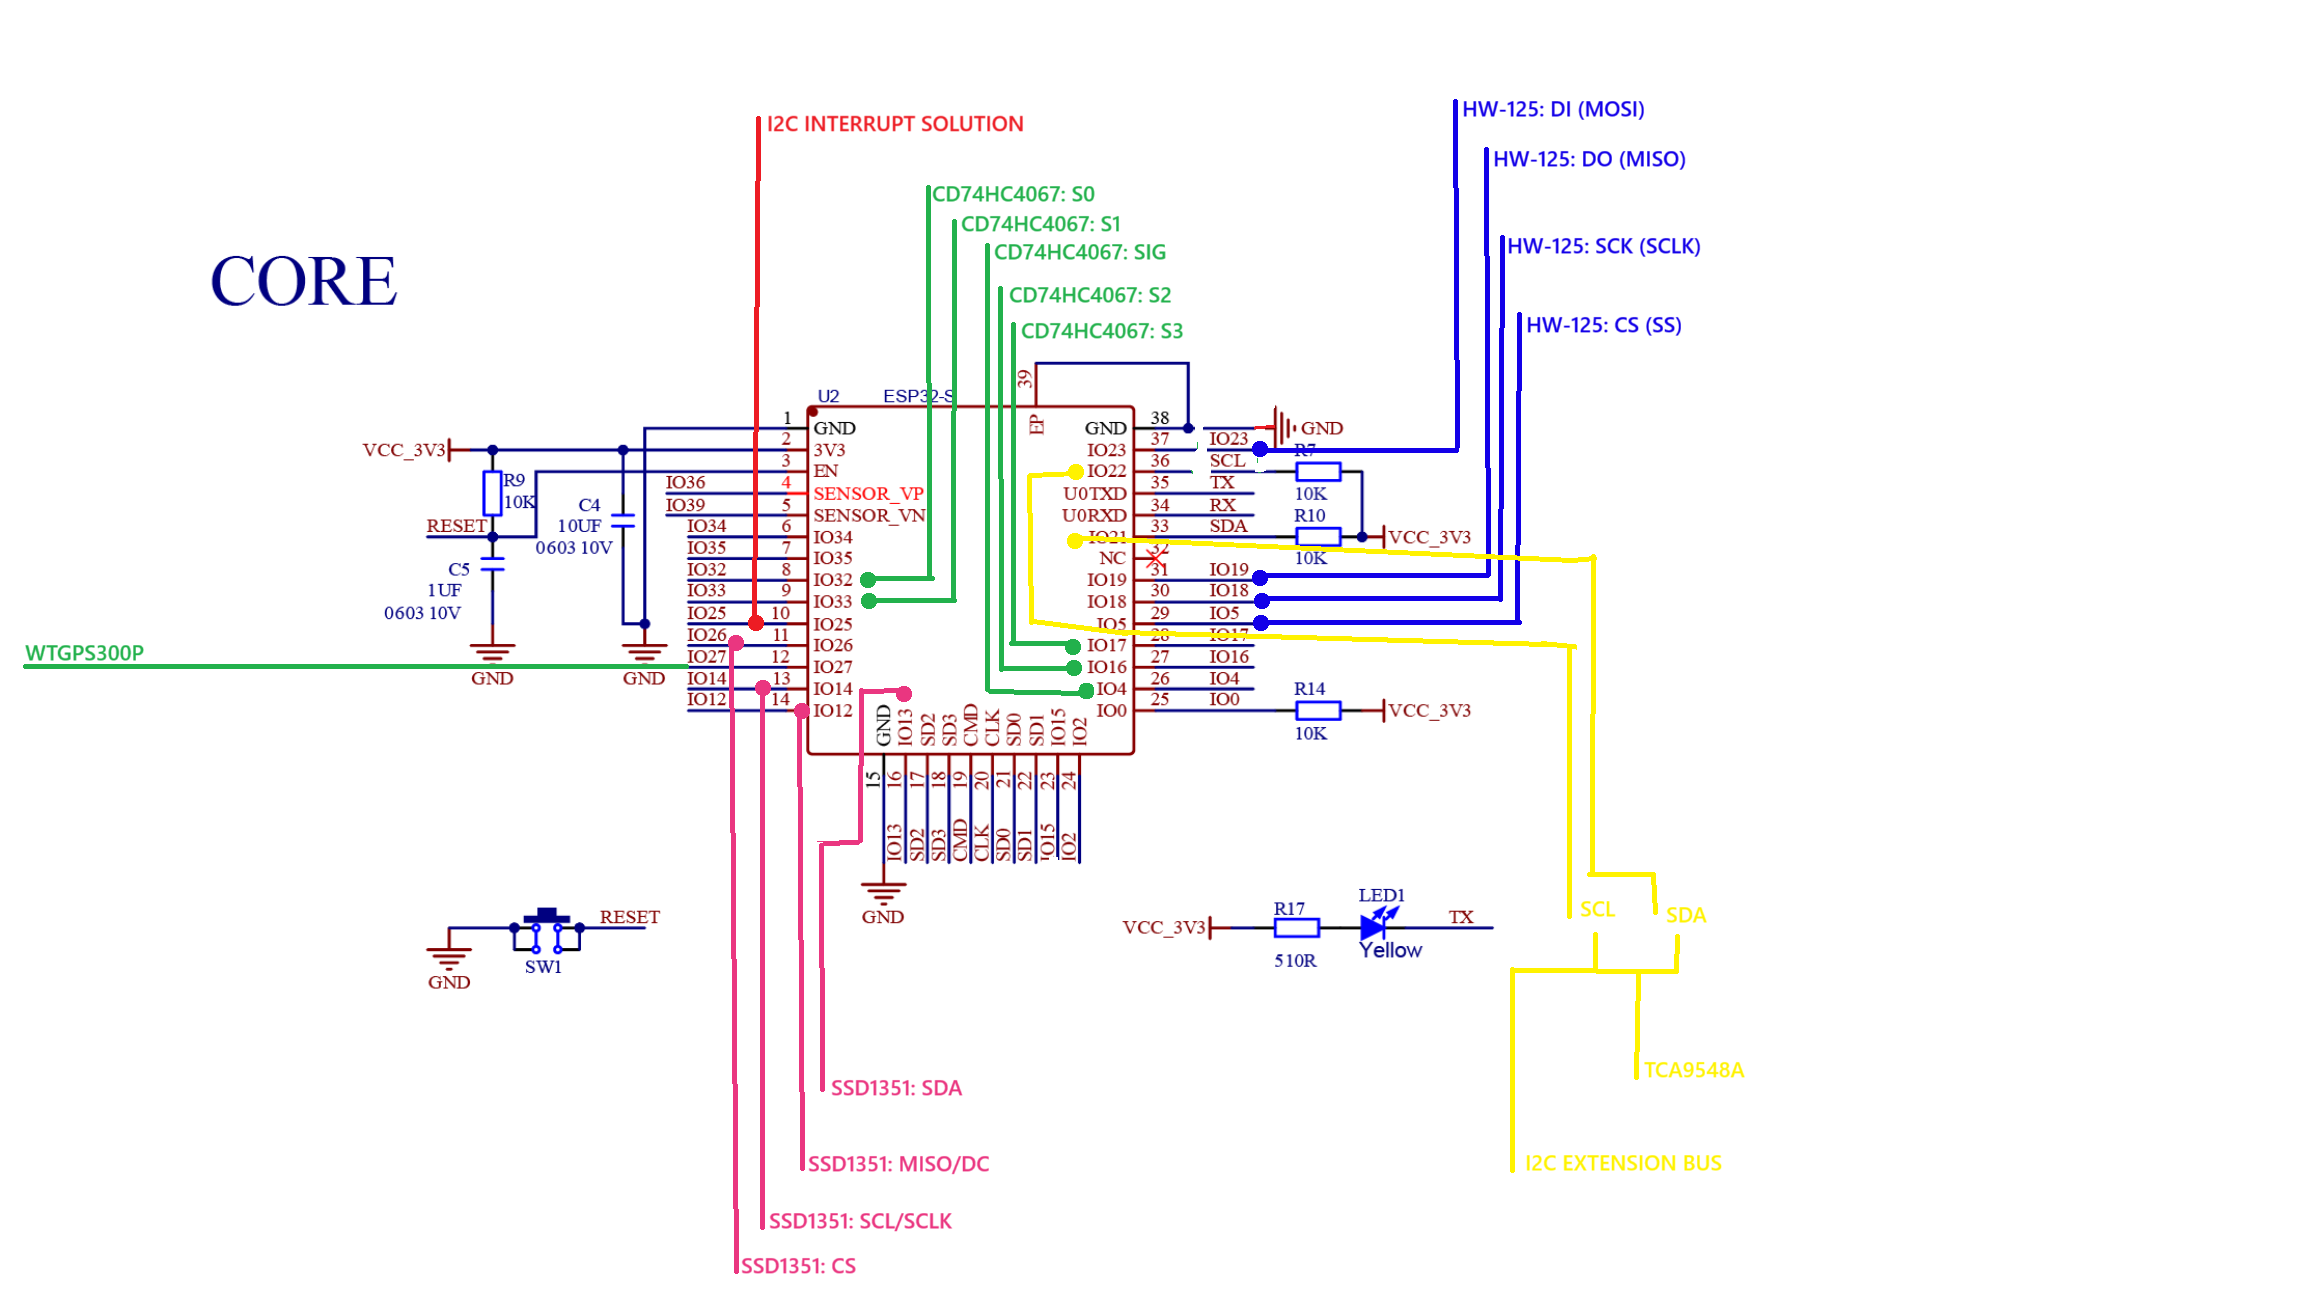 HW-125: DI (MOSI)
I2C INTERRUPT SOLUTION
HW-125: DO (MISO)
CD74HC4067: S0
CD74HC4067: S1
HW-125: SCK (SCLK)
CD74HC4067: SIG
CORE
CD74HC4067: S2
HW-125: CS (SS)
CD74HC4067: S3
39
U2
ESP32-S
EP
1
GND
GND
38
GND
2
3V3
VCC_3V3
IO23
37
IO23
R7
3
EN
IO22
36
SCL
R9
10K
IO36
4
SENSOR_VP
U0TXD
35
TX
10K
C4
10UF
0603 10V
IO39
5
SENSOR_VN
U0RXD
34
RX
R10
RESET
IO34
6
IO34
IO21
33
SDA
VCC_3V3
IO35
7
IO35
NC
32
10K
C5
1UF
0603 10V
IO32
8
IO32
IO19
31
IO19
IO33
9
IO33
IO18
30
IO18
IO25
10
IO25
IO5
29
IO5
IO26
11
IO26
IO17
28
IO17
WTGPS300P
IO27
12
IO27
IO16
27
IO16
GND
GND
IO14
13
IO14
IO4
26
IO4
R14
IO12
14
IO12
IO0
25
IO0
VCC_3V3
10K
GND
IO13
SD2
SD3
CMD
CLK
SD0
SD1
IO15
IO2
15
16
17
18
19
20
21
22
23
24
IO13
SD2
SD3
CMD
CLK
SD0
SD1
IO15
IO2
GND
RESET
SW1
GND
LED1
R17
VCC_3V3
TX
510R
Yellow
SCL
SDA
TCA9548A
SSD1351: SDA
SSD1351: MISO/DC
I2C EXTENSION BUS
SSD1351: SCL/SCLK
SSD1351: CS